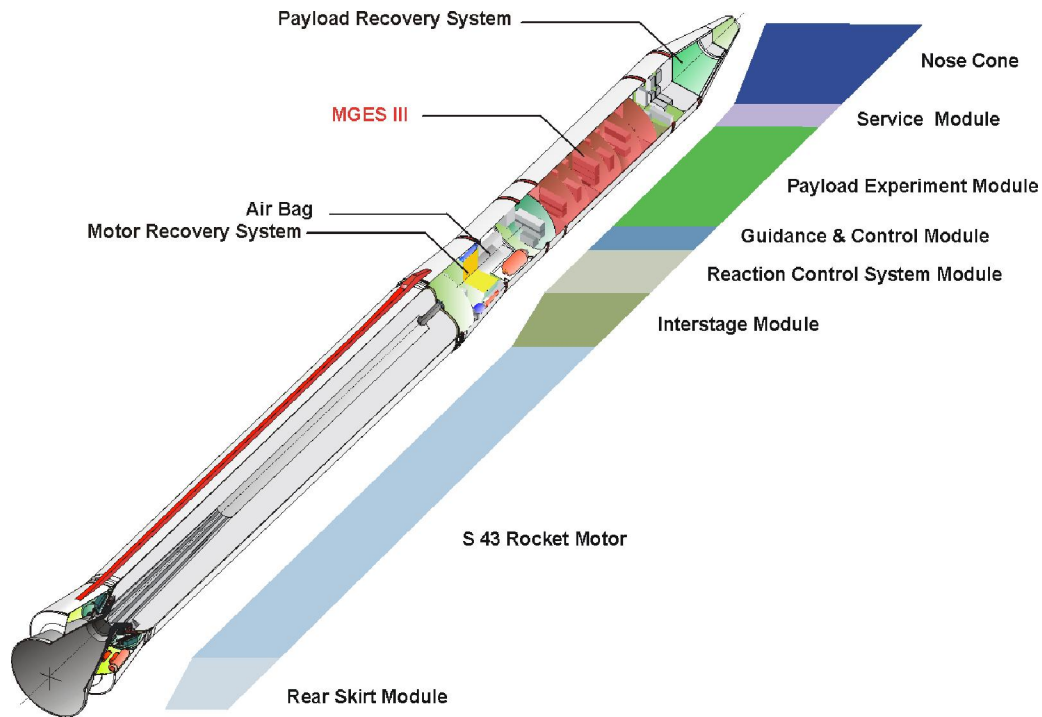 Payload Recovery System
Nose Cone
MGES III
Service Module
Payload Experiment Module
Air Bag
Motor Recovery System
Guidance & Control Module
Reaction Control System Module
Interstage Module
S 43 Rocket Motor
Rear Skirt Module